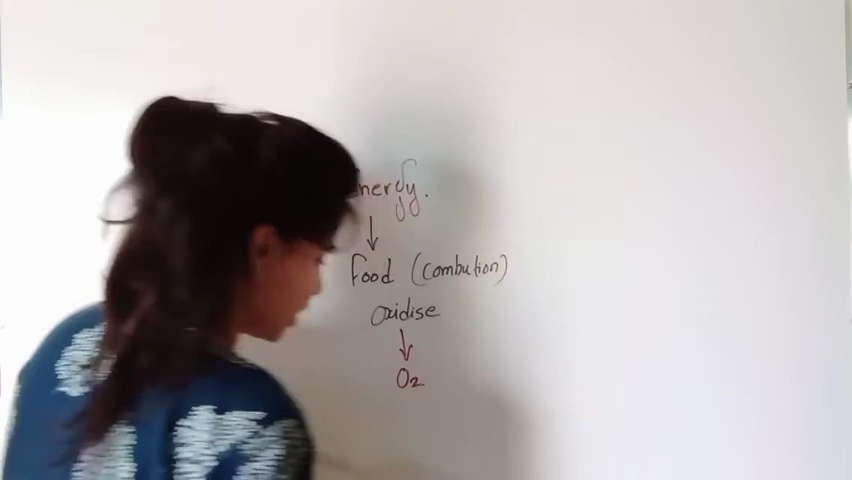 nergy.
↓
Food (Combution)
Oxidise
↓
O2